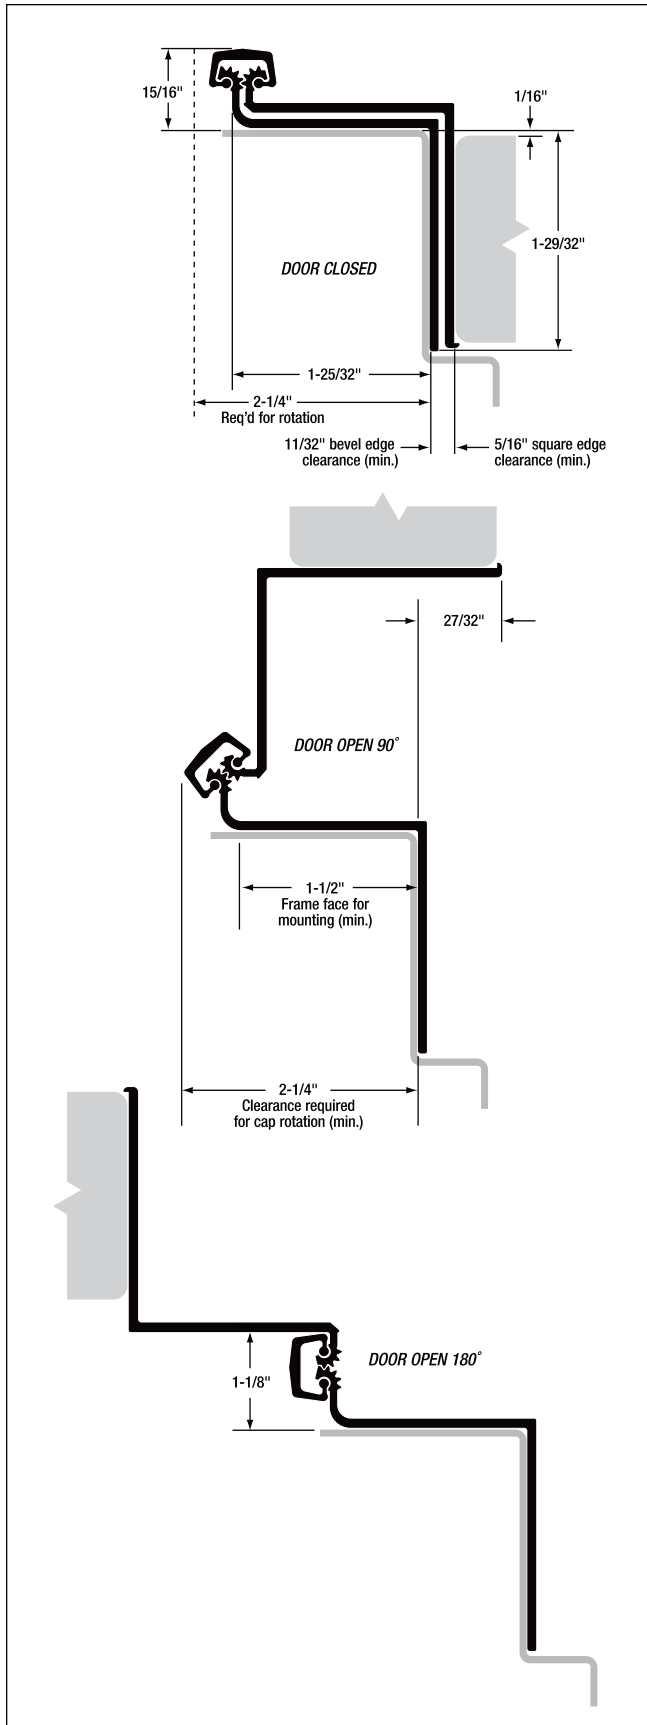 15/16"
1/16"
1-29/32"
DOOR CLOSED
1-25/32"
2-1/4"
Req'd for rotation
11/32" bevel edge
clearance (min.)
5/16" square edge
clearance (min.)
27/32"
DOOR OPEN 90˚
1-1/2"
Frame face for
mounting (min.)
2-1/4"
Clearance required
for cap rotation (min.)
DOOR OPEN 180˚
1-1/8"